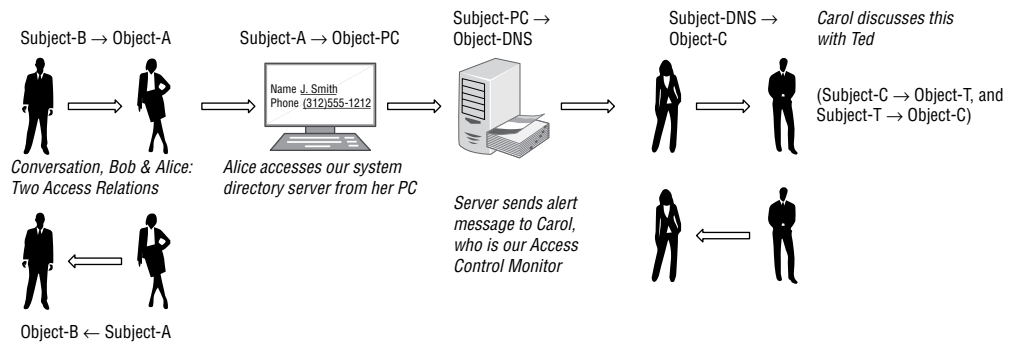 Subject-B → Object-A
Subject-A → Object-PC
Subject-PC →
Object-DNS
Subject-DNS →
Object-C
Carol discusses this
with Ted
Name J. Smith
Phone (312)555-1212
(Subject-C → Object-T, and
Subject-T → Object-C)
Conversation, Bob & Alice:
Two Access Relations
Alice accesses our system
directory server from her PC
Server sends alert
message to Carol,
who is our Access
Control Monitor
Object-B ← Subject-A